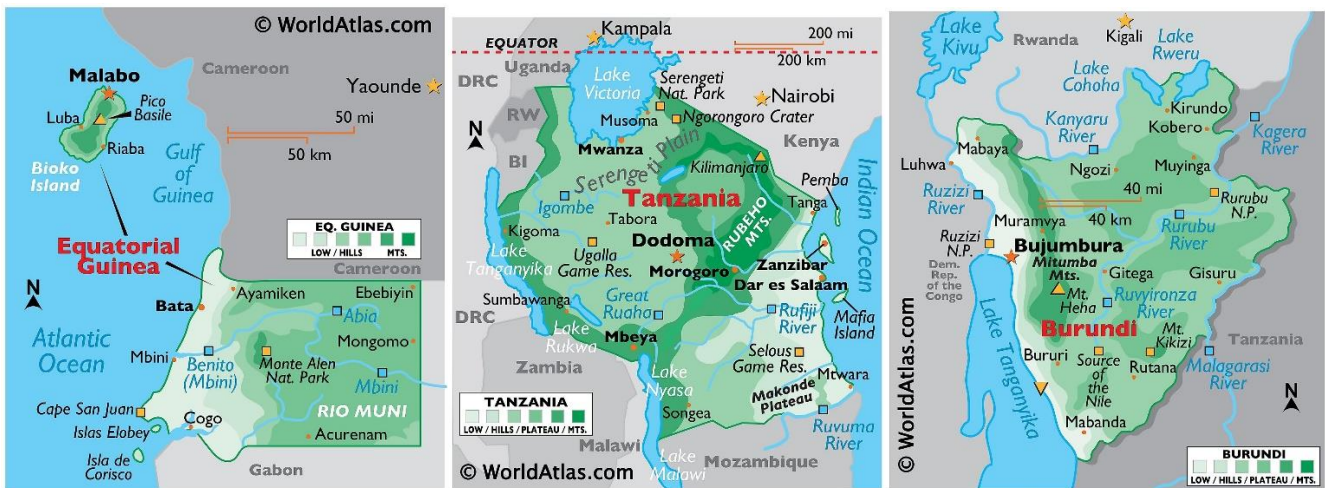 © WorldAtlas.com
Cameroon
Malabo
Yaounde
Pico
Basile
Luba
Riaba
50 mi
50 km
Bioko
Island
Gulf
of
Guinea
EQ. GUINEA
LOW / HILLS / MTS.
Equatorial
Guinea
Cameroon
N
Ayamiken
Ebebiyin
Bata
Abia
Atlantic
Ocean
Mongomo
Mbini
Benito
(Mbini)
Monte Alen
Nat. Park
Mbini
Cape San Juan
RIO MUNI
Cogo
Islas Elobey
Acurenam
Isla de
Corisco
Gabon
Kampala
200 mi
200 km
EQUATOR
DRC
Uganda
Lake
Victoria
Serengeti
Nat. Park
Nairobi
RW
Musoma
Ngorongoro Crater
N
Mwanza
Kenya
BI
Serengeti Plain
Kilimanjaro
Indian Ocean
Pemba
Igombe
Tanzania
Tanga
Tabora
RUBEHO
MTS.
Kigoma
Dodoma
Lake
Tanganyika
Ugalla
Game Res.
Morogoro
Zanzibar
Dar es Salaam
Sumbawanga
Great
Ruaha
Rufiji
River
Mafia
Island
DRC
Lake
Rukwa
Mbeya
Selous
Game Res.
Zambia
Lake
Nyasa
Mtwara
Makonde
Plateau
TANZANIA
LOW / HILLS / PLATEAU / MTS.
Songea
Ruvuma
River
Malawi
Mozambique
Lake
Malawi
© WorldAtlas.com
Lake
Kivu
Rwanda
Kigali
Lake
Rweru
Lake
Cohoha
Kirundo
Kanyaru
River
Kobero
Kagera
River
Mabaya
Luhwa
Ngozi
Muyinga
Ruzizi
River
40 mi
40 km
Rurubu
N.P.
Muramvya
Rurubu
River
Ruzizi
N.P.
Bujumbura
Mitumba
Mts.
Dem.
Rep.
of the
Congo
Gitega
Gisuru
Mt.
Heha
Ruvyironza
River
Lake Tanganyika
Burundi
Mt.
Kikizi
Tanzania
Bururi
Source of
the
Nile
Rutana
Malagarasi
River
N
Mabanda
© WorldAtlas.com
BURUNDI
LOW / HILLS / PLATEAU / MTS.